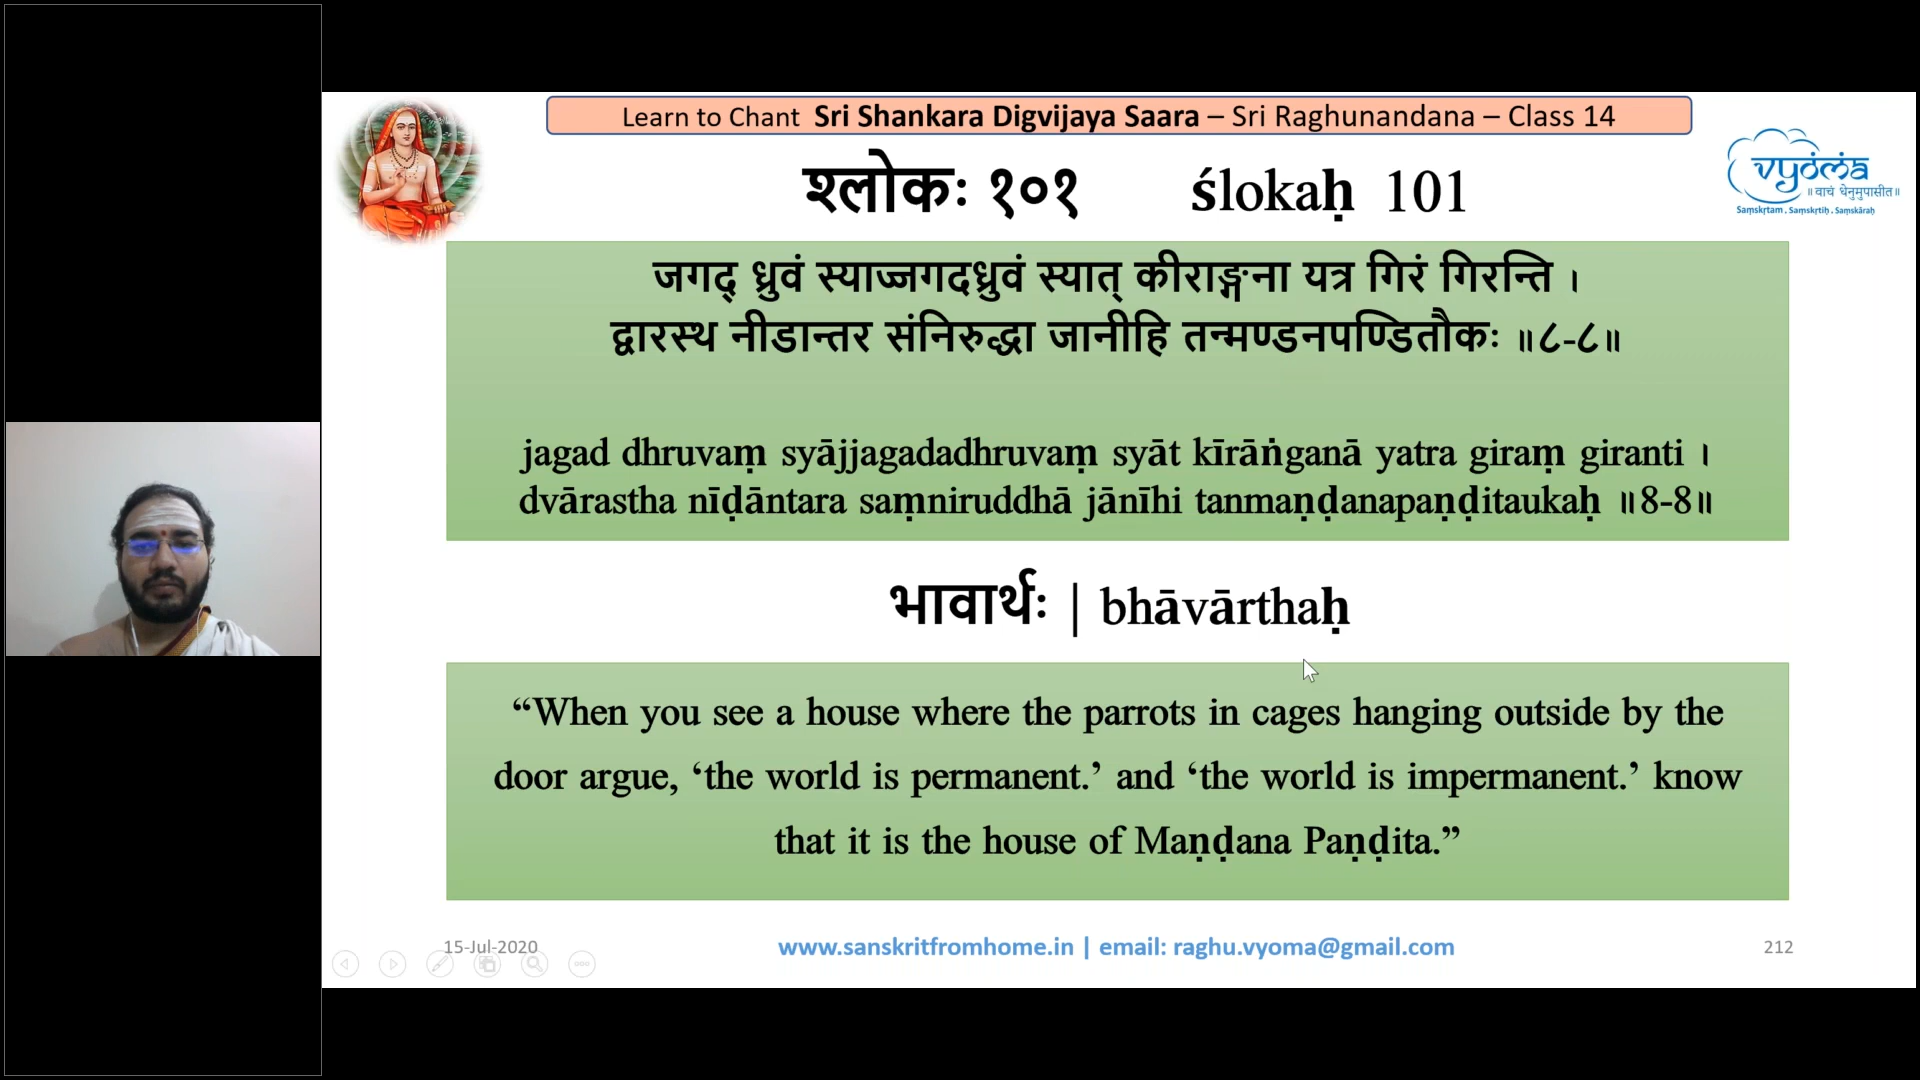 Learn to Chant Sri Shankara Digvijaya Saara – Sri Raghunandana – Class 14
vyoma
॥ वाचं धेनुमुपासीत॥
Saṃskṛtam . Saṃskṛtiḥ . Saṃskāraḥ
श्लोकः १०१ ślokaḥ 101
जगद् ध्रुवं स्याज्जगदध्रुवं स्यात् कीराङ्गना यत्र गिरं गिरन्ति ।
द्वारस्थ नीडान्तर संनिरुद्धा जानीहि तन्मण्डनपण्डितौकः ॥८-८॥
jagad dhruvaṃ syājjagadadhruvaṃ syāt kīrāṅganā yatra giraṃ giranti ।
dvārastha nīḍāntara saṃniruddhā jānīhi tanmaṇḍanapaṇḍitaukaḥ ॥8-8॥
भावार्थः | bhāvārthaḥ
“When you see a house where the parrots in cages hanging outside by the
door argue, ‘the world is permanent.’ and ‘the world is impermanent.’ know
that it is the house of Maṇḍana Paṇḍita.”
15-Jul-2020 www.sanskritfromhome.in | email: raghu.vyoma@gmail.com 212